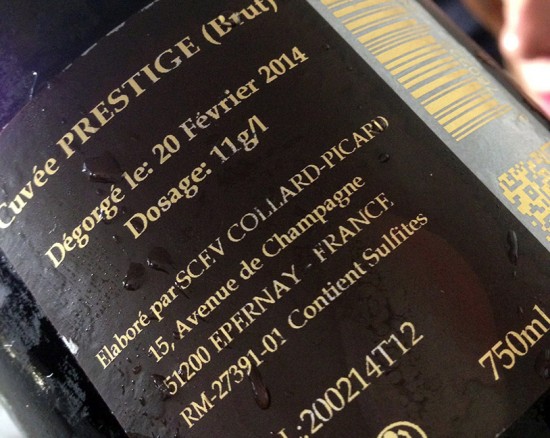 Cuvée PRESTIGE (Brut)
Dégorgé le: 20 Février 2014
Dosage: 11g/l
Elaboré par SCEV COLLARD-PICARD
15, Avenue de Champagne
51200 EPERNAY - FRANCE
RM-27391-01 Contient Sulfites
L:200214T12
750ml